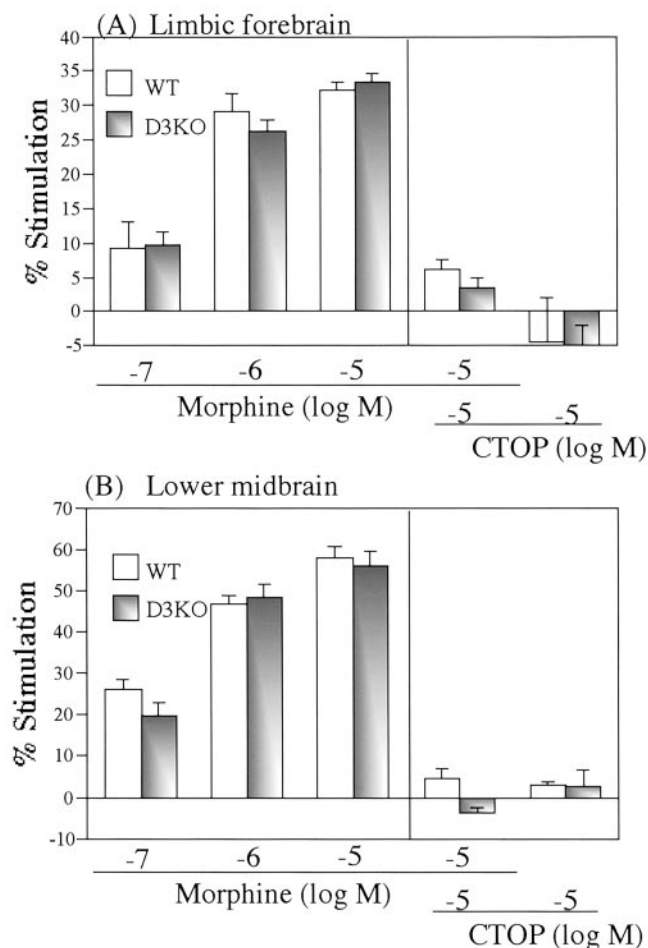 (A) Limbic forebrain
40
35
30
25
20
15
10
5
0
-5
% Stimulation
WT
D3KO
-7 -6 -5 -5
Morphine (log M) -5 -5
CTOP (log M)
(B) Lower midbrain
70
60
50
40
30
20
10
0
-10
% Stimulation
WT
D3KO
-7 -6 -5 -5
Morphine (log M) -5 -5
CTOP (log M)